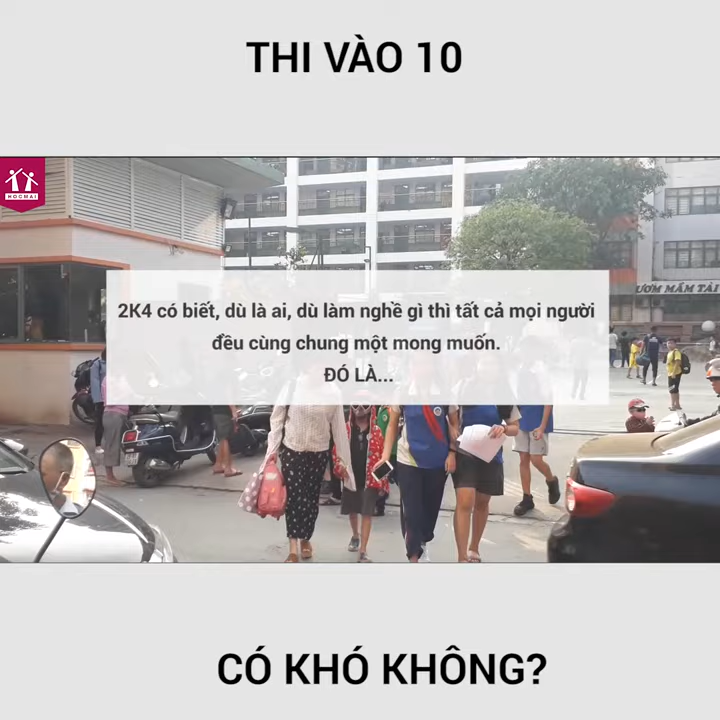 THI VÀO 10
HOCMAI
2K4 có biết, dù là ai, dù làm nghề gì thì tất cả mọi người
đều cùng chung một mong muốn.
ĐÓ LÀ...
ƯƠM MẦM TÀI
CÓ KHÓ KHÔNG?